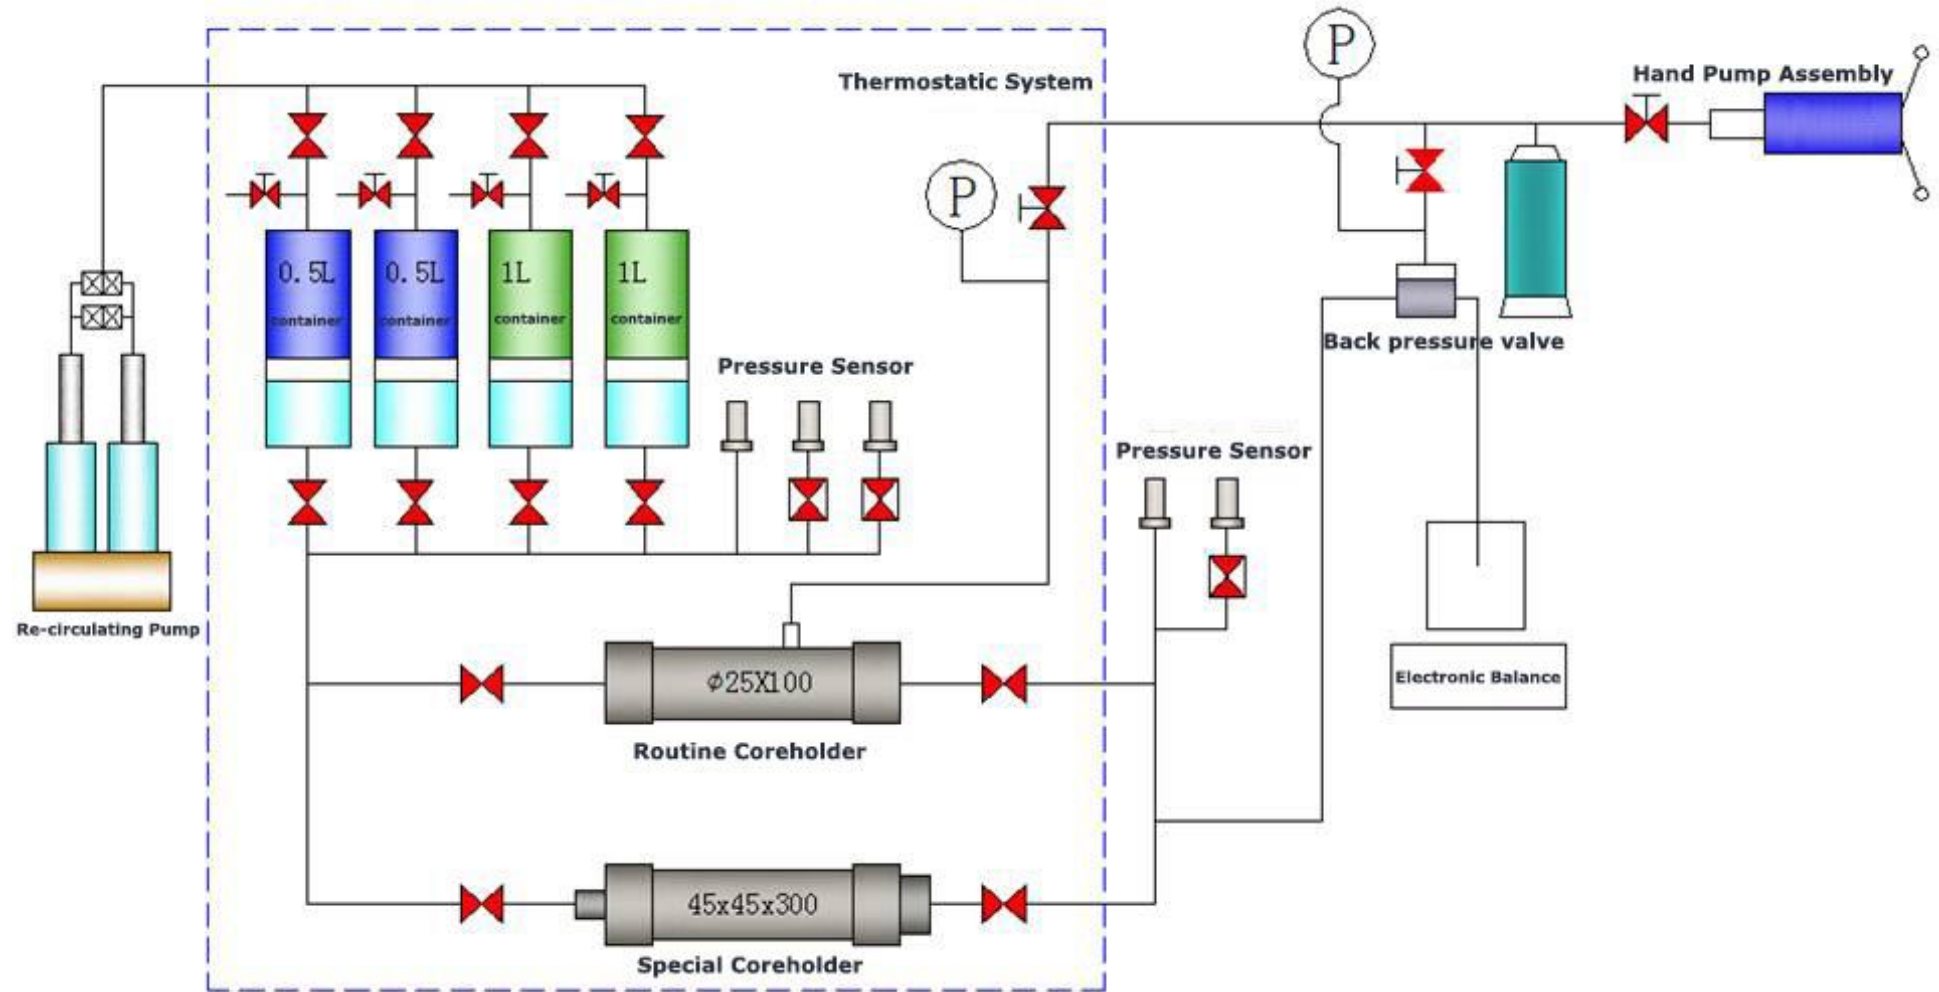 P
Hand Pump Assembly
Thermostatic System
P
0.5L
0.5L
1L
1L
container
container
container
container
Back pressure valve
Pressure Sensor
Pressure Sensor
Re-circulating Pump
ϕ25X100
Electronic Balance
Routine Coreholder
45x45x300
Special Coreholder